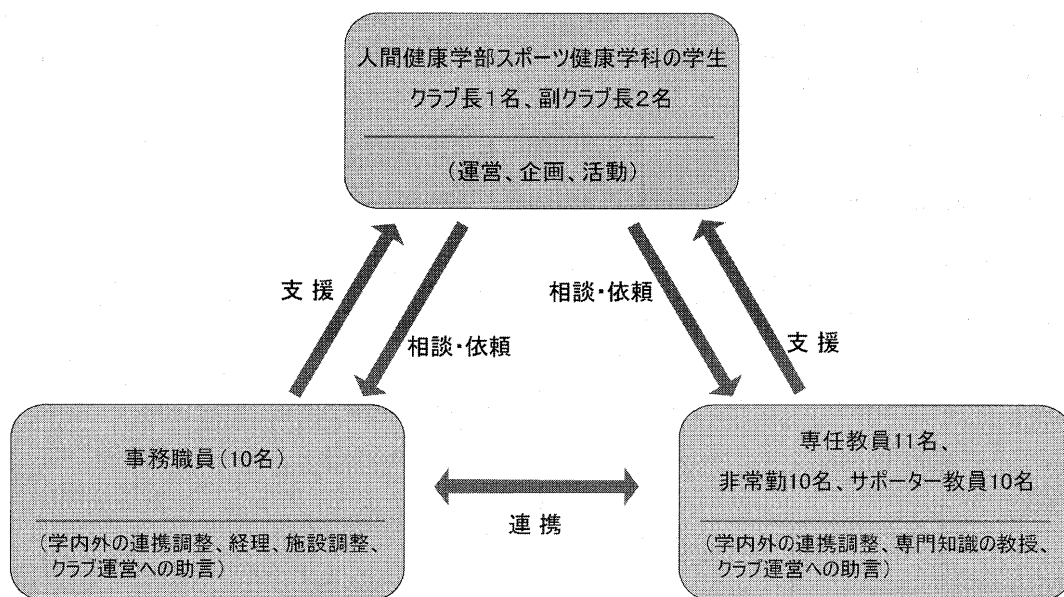 人間健康学部スポーツ健康学科の学生
クラブ長1名、副クラブ長2名
(運営、企画、活動)
支 援
相談・依頼
相談・依頼
支 援
事務職員(10名)
(学内外の連携調整、経理、施設調整、
クラブ運営への助言)
連 携
専任教員11名、
非常勤10名、サポーター教員10名
(学内外の連携調整、専門知識の教授、
クラブ運営への助言)